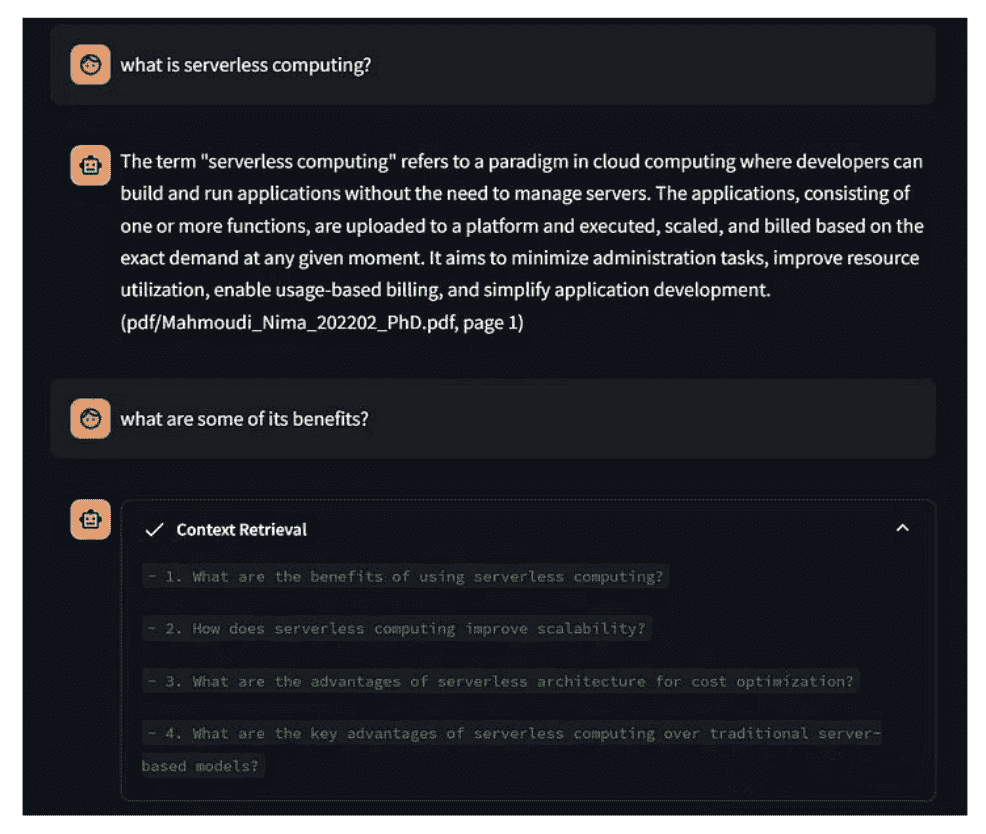 what is serverless computing?
The term "serverless computing" refers to a paradigm in cloud computing where developers can
build and run applications without the need to manage servers. The applications, consisting of
one or more functions, are uploaded to a platform and executed, scaled, and billed based on the
exact demand at any given moment. It aims to minimize administration tasks, improve resource
utilization, enable usage-based billing, and simplify application development.
(pdf/Mahmoudi_Nima_202202_PhD.pdf, page 1)
what are some of its benefits?
Context Retrieval
- 1. What are the benefits of using serverless computing?
- 2. How does serverless computing improve scalability?
- 3. What are the advantages of serverless architecture for cost optimization?
- 4. What are the key advantages of serverless computing over traditional server-
based models?